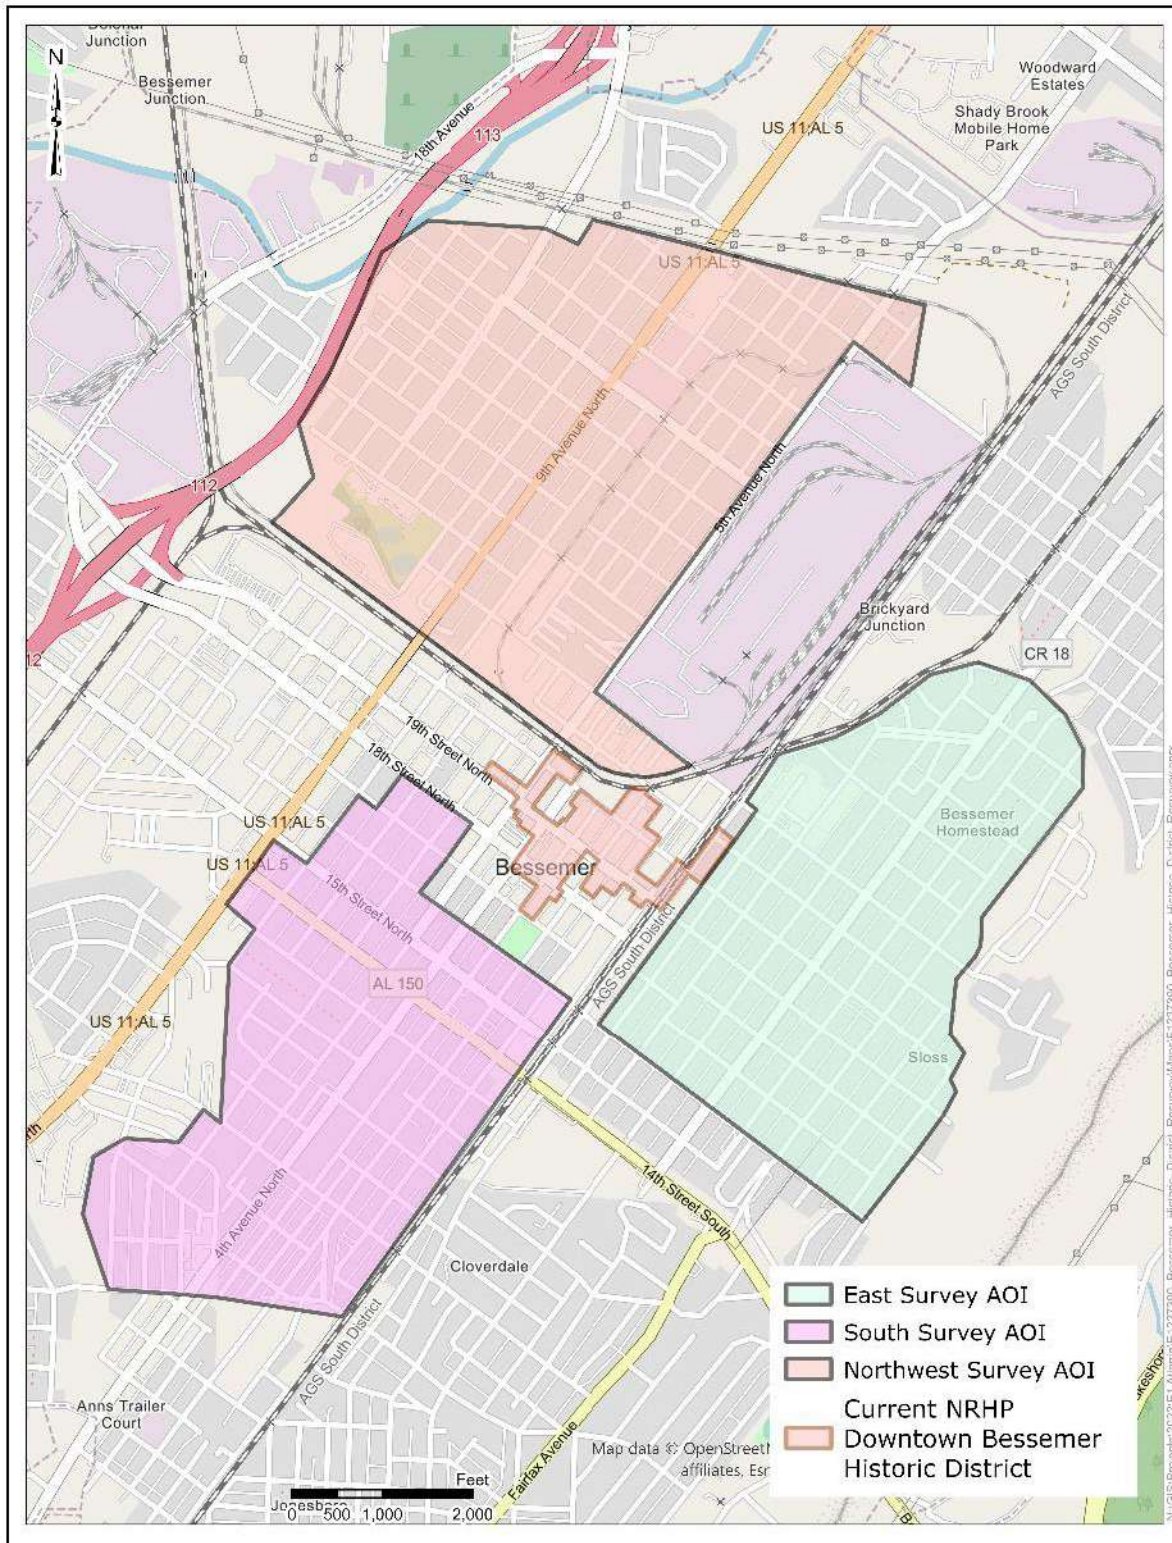 Junction
N
Bessemer
Junction
Woodward
Estates
Shady Brook
Mobile Home
Park
18th Avenue
113
US 11;AL 5
US 11;AL 5
AGS South District
9th Avenue North
5th Avenue North
112
Brickyard
Junction
CR 18
12
19th Street North
18th Street North
Bessemer
Homestead
US 11;AL 5
US 11;AL 5
Bessemer
15th Street North
AGS South District
AL 150
US 11;AL 5
Sloss
14th Street South
4th Avenue North
Cloverdale
AGS South District
Anns Trailer
Court
Fairfax Avenue
East Survey AOI
South Survey AOI
Northwest Survey AOI
Current NRHP
Downtown Bessemer
Historic District
Map data © OpenStreet
affiliates, Esr
Feet
0 500 1,000 2,000